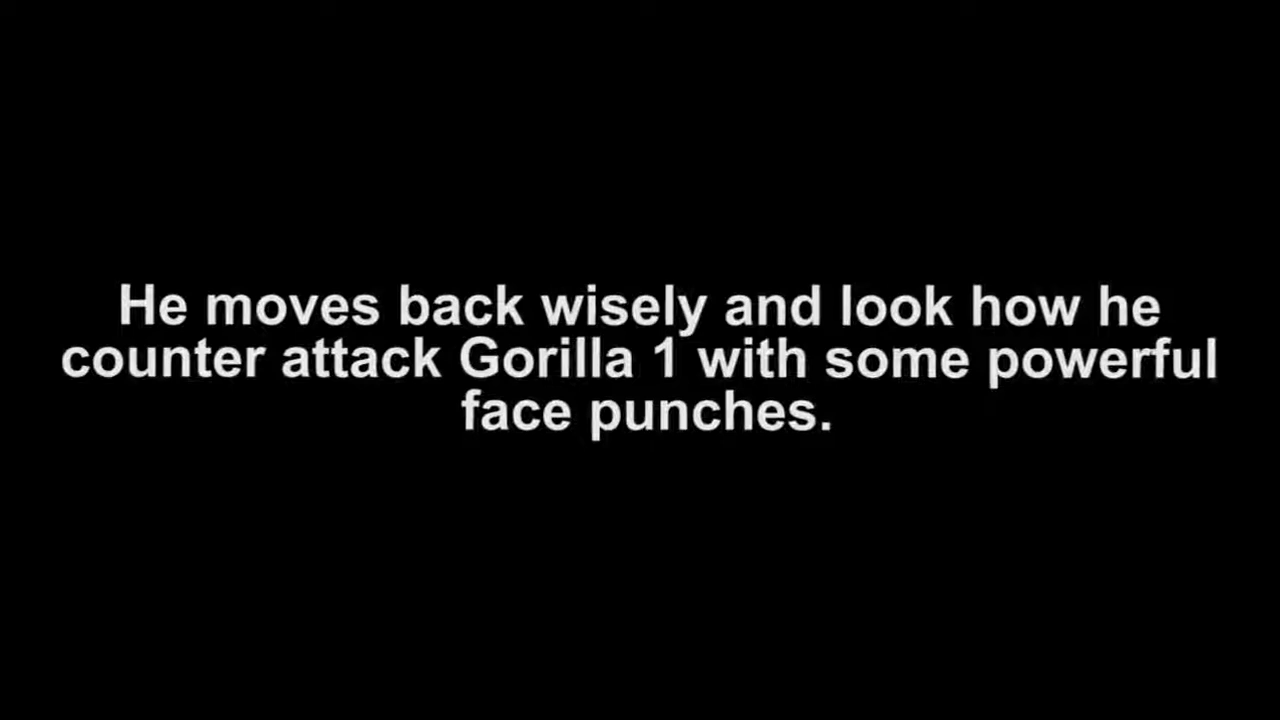 He moves back wisely and look how he
counter attack Gorilla 1 with some powerful
face punches.